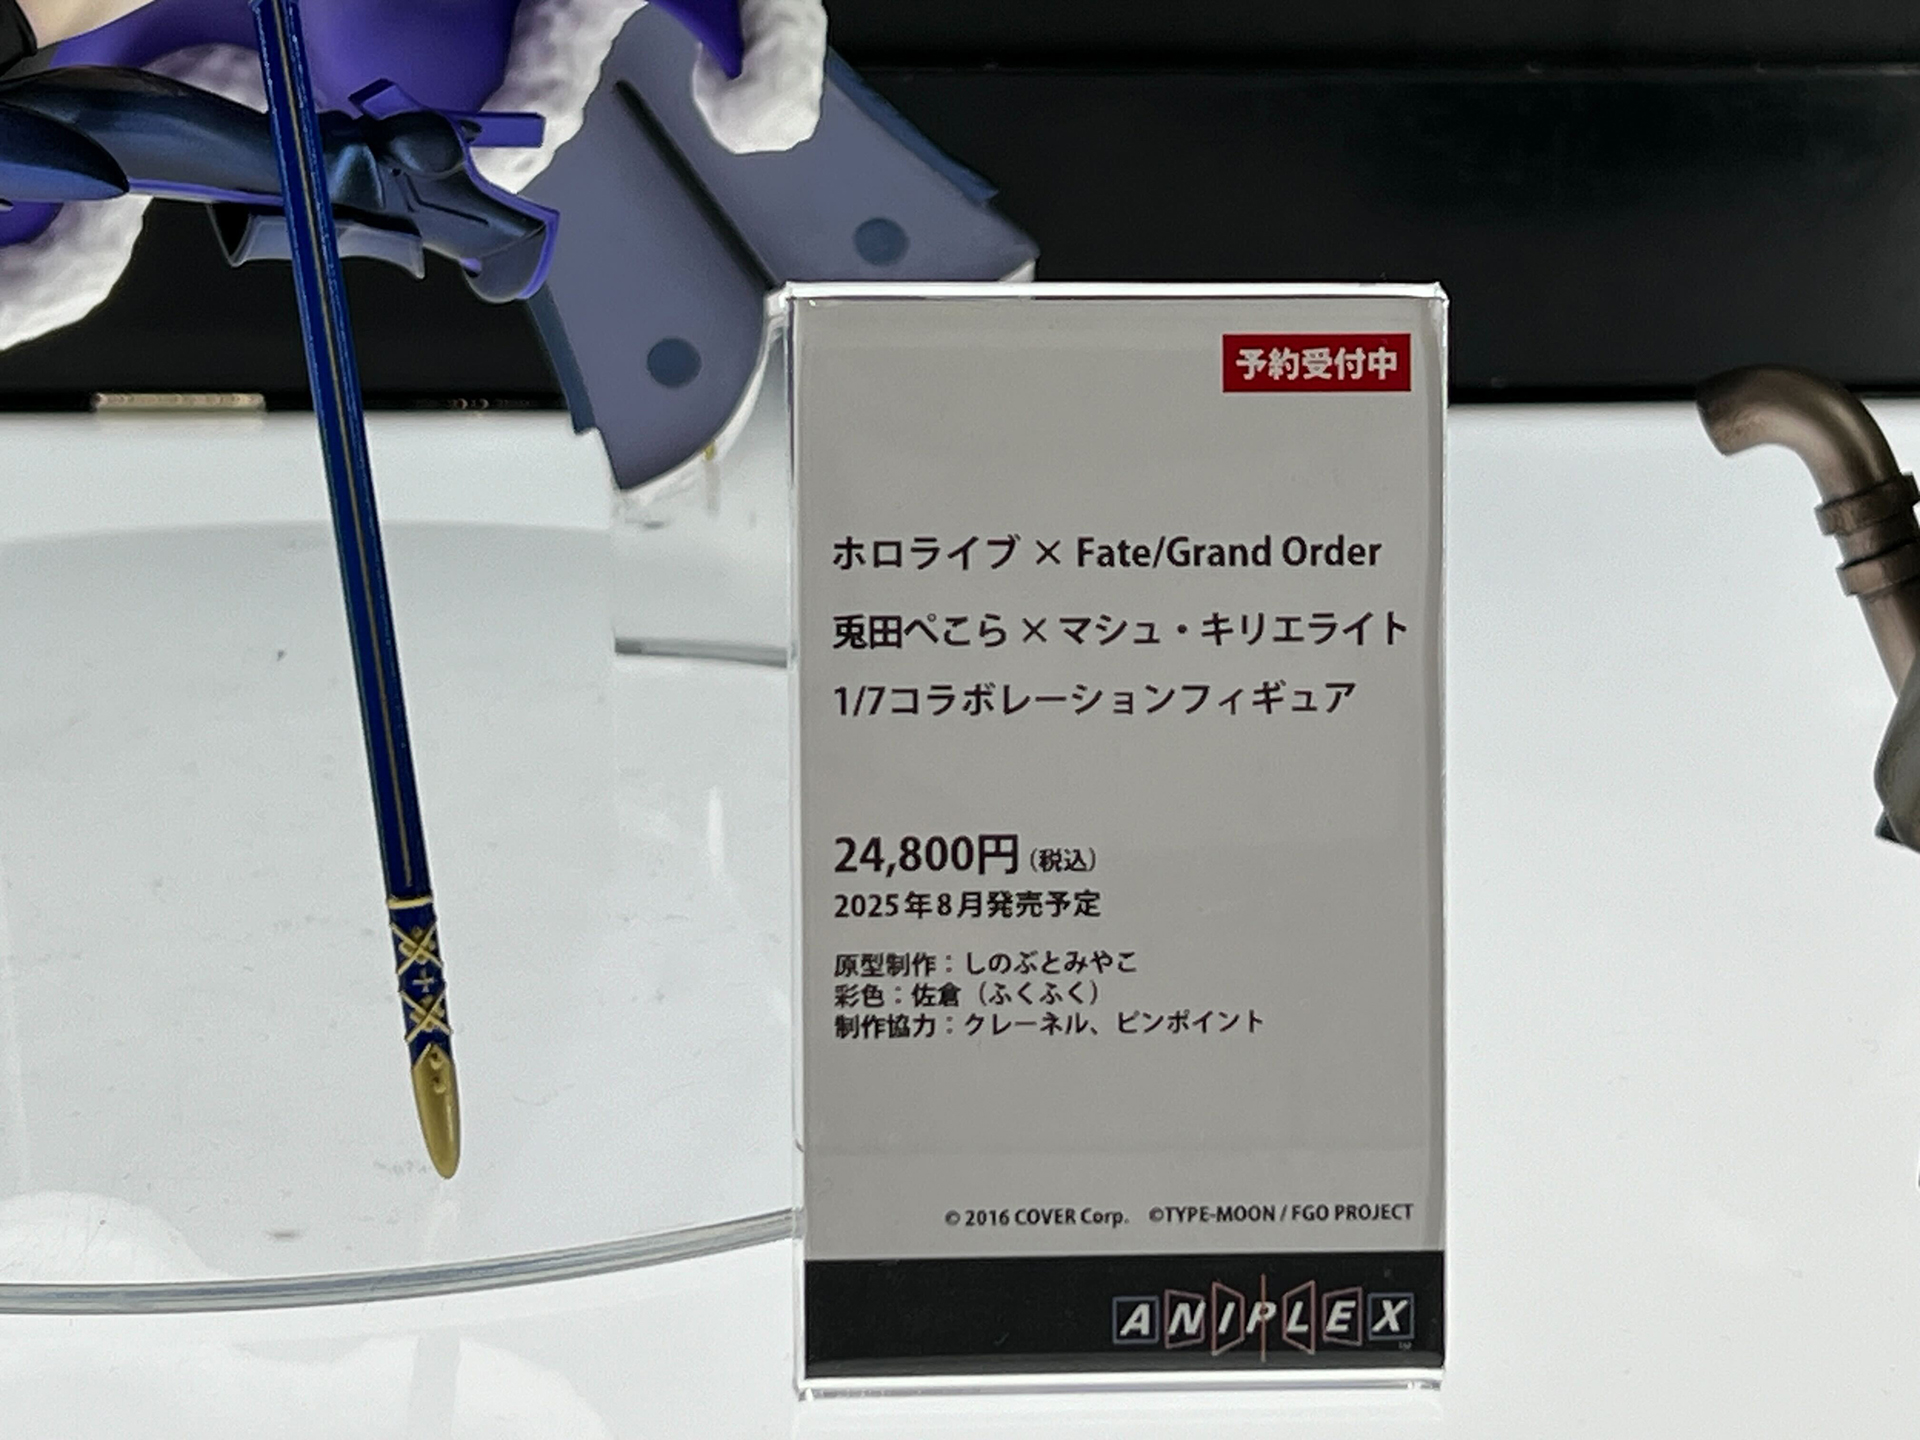 予約受付中
ホロライブ × Fate/Grand Order
兎田ぺこら × マシュ・キリエライト
1/7コラボレーションフィギュア
24,800円（税込）
2025年8月発売予定
原型制作：しのぶとみやこ
彩色：佐倉（ふくふく）
制作協力：クレーネル、ピンポイント
© 2016 COVER Corp. ©TYPE-MOON / FGO PROJECT
ANIPLEX